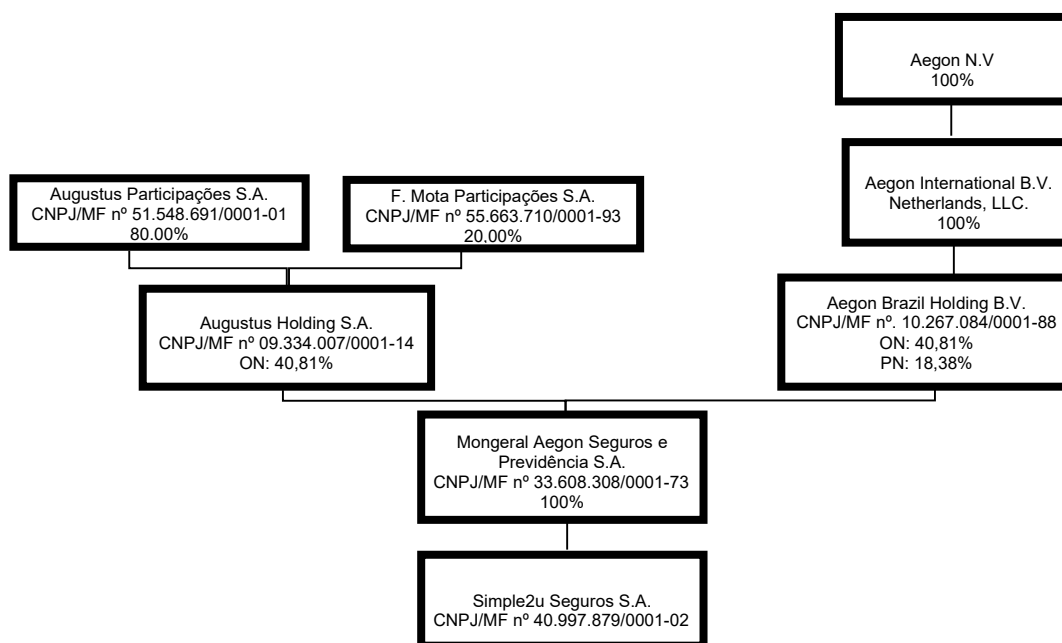 Aegon N.V
100%
Aegon International B.V.
Netherlands, LLC.
100%
Augustus Participações S.A.
CNPJ/MF nº 51.548.691/0001-01
80.00%
F. Mota Participações S.A.
CNPJ/MF nº 55.663.710/0001-93
20,00%
Augustus Holding S.A.
CNPJ/MF nº 09.334.007/0001-14
ON: 40,81%
Aegon Brazil Holding B.V.
CNPJ/MF nº. 10.267.084/0001-88
ON: 40,81%
PN: 18,38%
Mongeral Aegon Seguros e
Previdência S.A.
CNPJ/MF nº 33.608.308/0001-73
100%
Simple2u Seguros S.A.
CNPJ/MF nº 40.997.879/0001-02